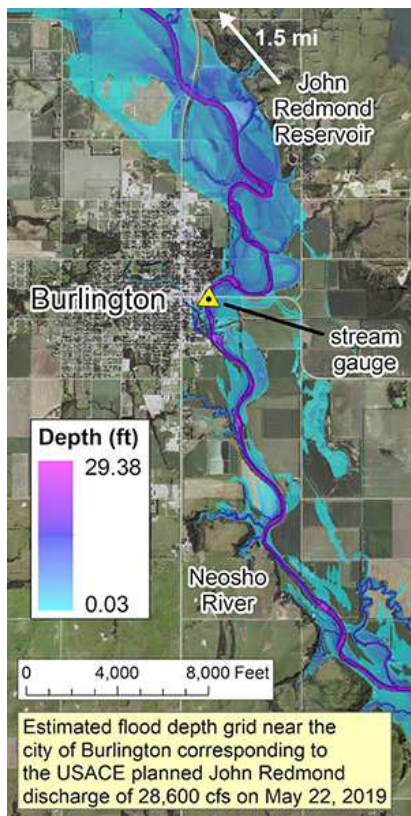 1.5 mi
John
Redmond
Reservoir
Burlington
stream
gauge
Depth (ft)
29.38
0.03
Neosho
River
0 4,000 8,000 Feet
Estimated flood depth grid near the
city of Burlington corresponding to
the USACE planned John Redmond
discharge of 28,600 cfs on May 22, 2019